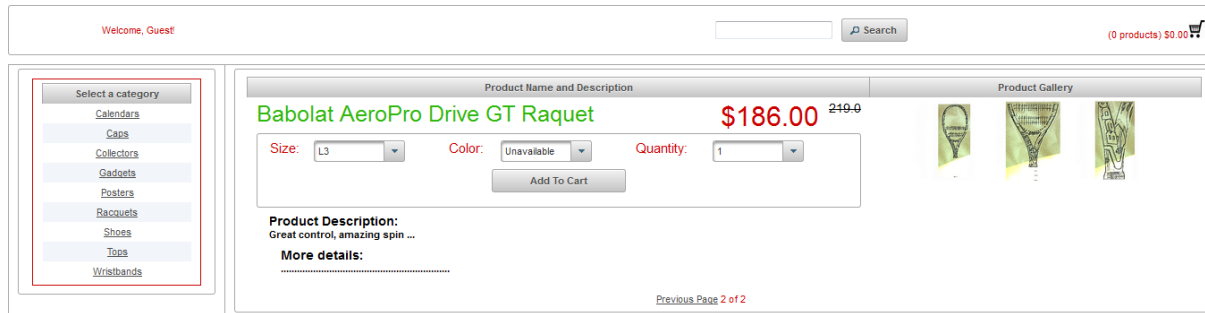 Welcome, Guest!
Search
(0 products) $0.00
Select a category
Calendars
Caps
Collectors
Gadgets
Posters
Racquets
Shoes
Tops
Wristbands
Product Name and Description
Product Gallery
Babolat AeroPro Drive GT Raquet
$186.00 219.0
Size: L3 Color: Unavailable Quantity: 1
Add To Cart
Product Description:
Great control, amazing spin ...
More details:
................................................................
Previous Page 2 of 2